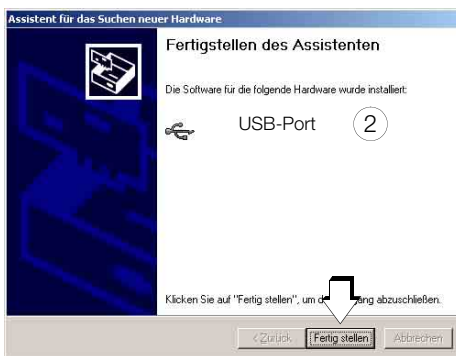 Assistent für das Suchen neuer Hardware
Fertigstellen des Assistenten
Die Software für die folgende Hardware wurde installiert:
USB-Port 2
Klicken Sie auf "Fertig stellen", um d ang abzuschließen.
< Zurück Fertig stellen Abbrechen